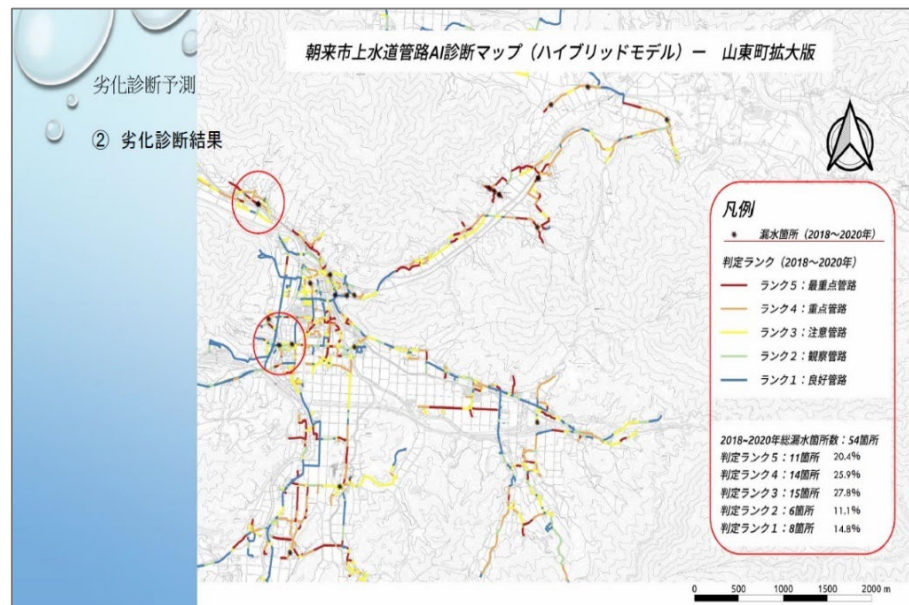 朝来市上水道管路AI診断マップ（ハイブリッドモデル）ー 山東町拡大版
劣化診断予測
② 劣化診断結果
凡例
漏水箇所（2018～2020年）
判定ランク（2018～2020年）
ランク５：最重点管路
ランク４：重点管路
ランク３：注意管路
ランク２：観察管路
ランク１：良好管路
2018~2020年総漏水箇所数：54箇所
判定ランク５：11箇所 20.4%
判定ランク４：14箇所 25.9%
判定ランク３：15箇所 27.8%
判定ランク２：6箇所 11.1%
判定ランク１：8箇所 14.8%
0 500 1000 1500 2000 m